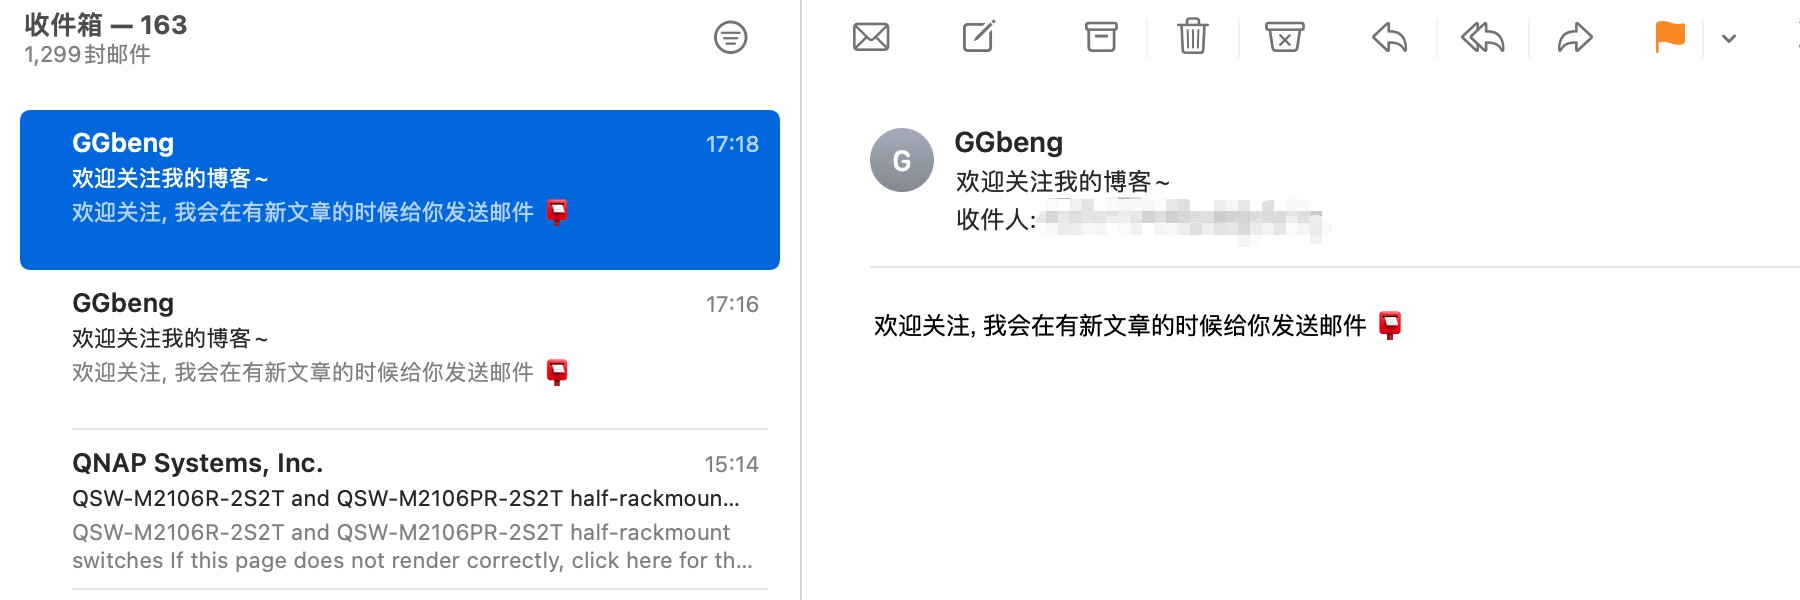 收件箱 — 163
1,299封邮件
GGbeng
17:18
欢迎关注我的博客~
欢迎关注, 我会在有新文章的时候给你发送邮件 📮
GGbeng
17:16
欢迎关注我的博客~
欢迎关注, 我会在有新文章的时候给你发送邮件 📮
QNAP Systems, Inc.
15:14
QSW-M2106R-2S2T and QSW-M2106PR-2S2T half-rackmoun...
QSW-M2106R-2S2T and QSW-M2106PR-2S2T half-rackmount
switches If this page does not render correctly, click here for th...
G
GGbeng
欢迎关注我的博客~
收件人:
欢迎关注, 我会在有新文章的时候给你发送邮件 📮